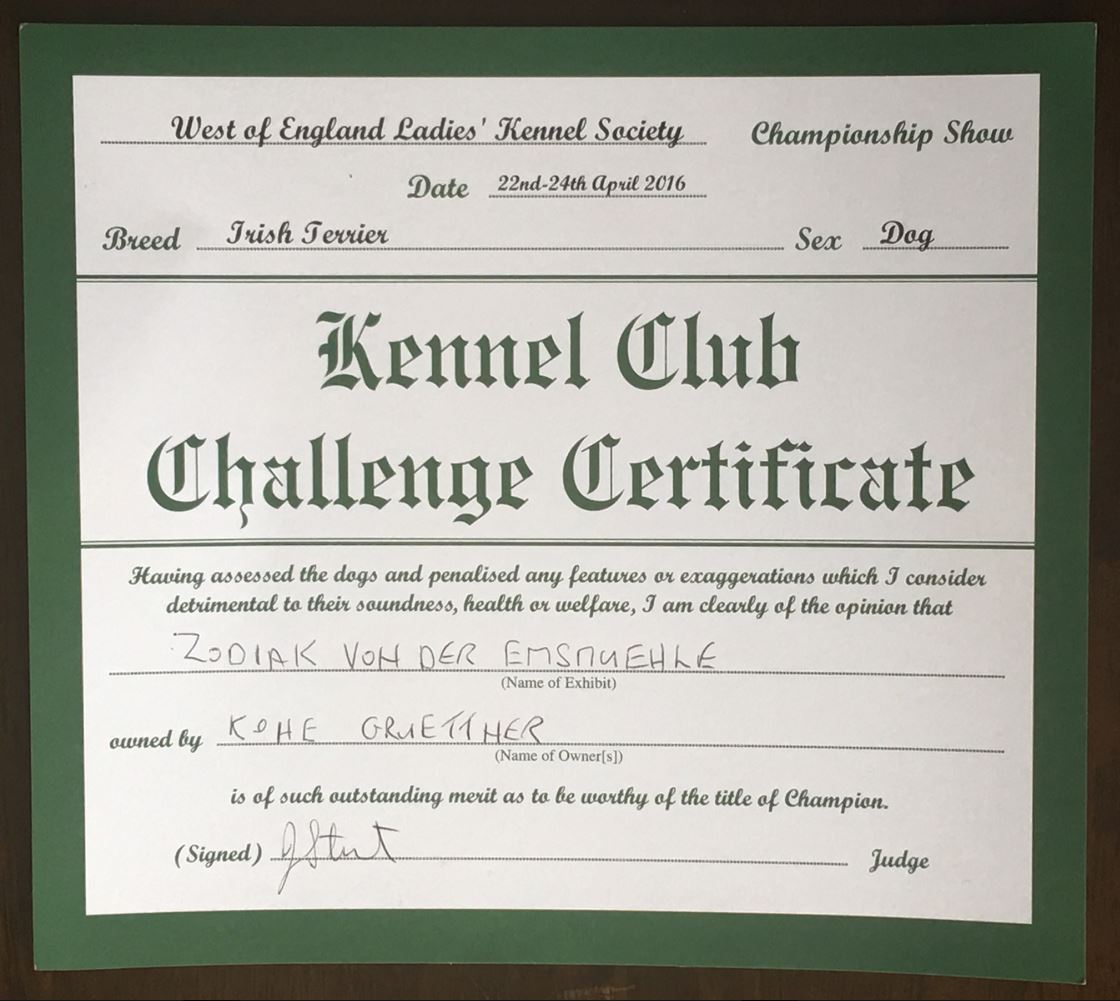 West of England Ladies' Kennel Society Championship Show
Date 22nd-24th April 2016
Breed Irish Terrier Sex Dog
Kennel Club
Challenge Certificate
Having assessed the dogs and penalised any features or exaggerations which I consider
detrimental to their soundness, health or welfare, I am clearly of the opinion that
ZODIAK VON DER EMSMUEHLE
(Name of Exhibit)
owned by KOHE GRUETTNER
(Name of Owner[s])
is of such outstanding merit as to be worthy of the title of Champion.
(Signed) Judge